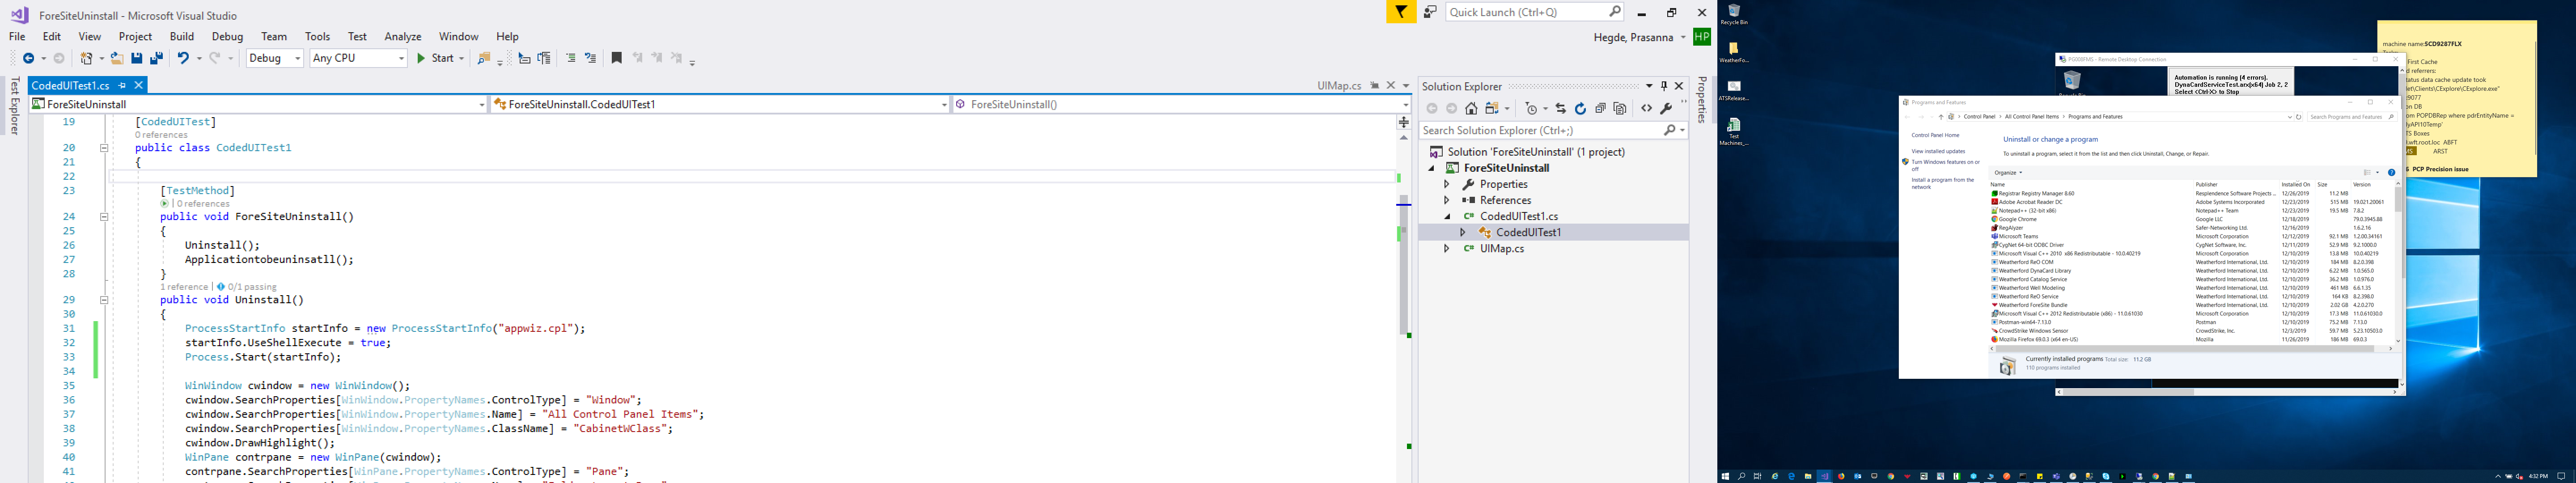 ForeSiteUninstall - Microsoft Visual Studio
Quick Launch (Ctrl+Q)
File Edit View Project Build Debug Team Tools Test Analyze Window Help
Hegde, Prasanna HP
Debug Any CPU Start
Test Explorer
CodedUITest1.cs
UIMap.cs
ForeSiteUninstall
ForeSiteUninstall.CodedUITest1
ForeSiteUninstall()
19 [CodedUITest]
0 references
20 public class CodedUITest1
21 {
22
23 [TestMethod]
| 0 references
24 public void ForeSiteUninstall()
25 {
26 Uninstall();
27 Applicationtobeuninsatll();
28 }
1 reference | 0/1 passing
29 public void Uninstall()
30 {
31 ProcessStartInfo startInfo = new ProcessStartInfo("appwiz.cpl");
32 startInfo.UseShellExecute = true;
33 Process.Start(startInfo);
34
35 WinWindow cwindow = new WinWindow();
36 cwindow.SearchProperties[WinWindow.PropertyNames.ControlType] = "Window";
37 cwindow.SearchProperties[WinWindow.PropertyNames.Name] = "All Control Panel Items";
38 cwindow.SearchProperties[WinWindow.PropertyNames.ClassName] = "CabinetWClass";
39 cwindow.DrawHighlight();
40 WinPane contrpane = new WinPane(cwindow);
41 contrpane.SearchProperties[WinPane.PropertyNames.ControlType] = "Pane";
Solution Explorer
Search Solution Explorer (Ctrl+;)
Solution 'ForeSiteUninstall' (1 project)
ForeSiteUninstall
Properties
References
CodedUITest1.cs
CodedUITest1
UIMap.cs
Properties
Recycle Bin
WeatherFo...
ATSRelease...
Test
Machines_...
machine name:SCD9287FLX
First Cache
d referrers:
status data cache update took
let\Clients\CExplore\CExplore.exe"
9077
on DB
om POPDBRep where pdrEntityName =
lyAPI10Temp'
TS Boxes
.wft.root.loc ABFT
MS ARST
6 PCP Precision issue
PG008FMS - Remote Desktop Connection
Recycle Bin
Automation is running [4 errors].
DynaCardServiceTest.anx[x64] Job 2, 2
Select <Ctrl-X> to Stop
Programs and Features
Control Panel > All Control Panel Items > Programs and Features
Search Programs and Features
Control Panel Home
View installed updates
Turn Windows features on or off
Install a program from the network
Uninstall or change a program
To uninstall a program, select it from the list and then click Uninstall, Change, or Repair.
Organize
Name Publisher Installed On Size Version
Registrar Registry Manager 8.60 Resplendence Software Projects ... 12/26/2019 11.2 MB
Adobe Acrobat Reader DC Adobe Systems Incorporated 12/23/2019 515 MB 19.021.20061
Notepad++ (32-bit x86) Notepad++ Team 12/23/2019 19.5 MB 7.8.2
Google Chrome Google LLC 12/18/2019 79.0.3945.88
RegAlyzer Safer-Networking Ltd. 12/16/2019 1.6.2.16
Microsoft Teams Microsoft Corporation 12/12/2019 92.1 MB 1.2.00.34161
CygNet 64-bit ODBC Driver CygNet Software, Inc. 12/11/2019 52.9 MB 9.2.1000.0
Microsoft Visual C++ 2010 x86 Redistributable - 10.0.40219 Microsoft Corporation 12/10/2019 13.8 MB 10.0.40219
Weatherford ReO COM Weatherford International, Ltd. 12/10/2019 184 MB 8.2.0.398
Weatherford DynaCard Library Weatherford International, Ltd. 12/10/2019 6.22 MB 1.0.565.0
Weatherford Catalog Service Weatherford International, Ltd. 12/10/2019 36.2 MB 1.0.976.0
Weatherford Well Modeling Weatherford International, Ltd. 12/10/2019 461 MB 6.6.1.35
Weatherford ReO Service Weatherford International, Ltd. 12/10/2019 164 KB 8.2.398.0
Weatherford ForeSite Bundle Weatherford International, Ltd. 12/10/2019 2.02 GB 4.2.0.270
Microsoft Visual C++ 2012 Redistributable (x86) - 11.0.61030 Microsoft Corporation 12/10/2019 17.3 MB 11.0.61030.0
Postman-win64-7.13.0 Postman 12/10/2019 75.2 MB 7.13.0
CrowdStrike Windows Sensor CrowdStrike, Inc. 12/3/2019 59.7 MB 5.23.10503.0
Mozilla Firefox 69.0.3 (x64 en-US) Mozilla 11/26/2019 186 MB 69.0.3
Currently installed programs Total size: 11.2 GB
110 programs installed
4:32 PM